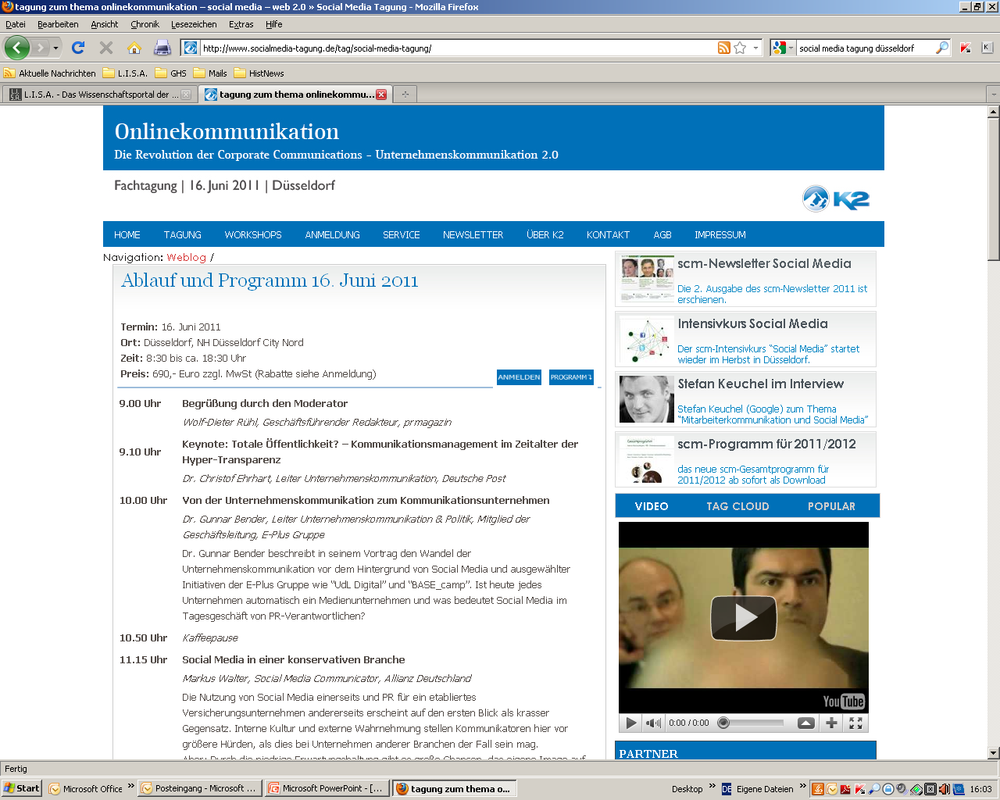 tagung zum thema onlinekommunikation – social media – web 2.0 » Social Media Tagung - Mozilla Firefox
Datei Bearbeiten Ansicht Chronik Lesezeichen Extras Hilfe
http://www.socialmedia-tagung.de/tag/social-media-tagung/
social media tagung düsseldorf
K
Aktuelle Nachrichten L.I.S.A. GHS Mails HistNews
L.I.S.A. - Das Wissenschaftsportal der ...
tagung zum thema onlinekommu...
Onlinekommunikation
Die Revolution der Corporate Communications – Unternehmenskommunikation 2.0
Fachtagung | 16. Juni 2011 | Düsseldorf
K2
HOME TAGUNG WORKSHOPS ANMELDUNG SERVICE NEWSLETTER ÜBER K2 KONTAKT AGB IMPRESSUM
Navigation: Weblog /
Ablauf und Programm 16. Juni 2011
Termin: 16. Juni 2011
Ort: Düsseldorf, NH Düsseldorf City Nord
Zeit: 8:30 bis ca. 18:30 Uhr
Preis: 690,- Euro zzgl. MwSt (Rabatte siehe Anmeldung)
ANMELDEN PROGRAMM
9.00 Uhr Begrüßung durch den Moderator
Wolf-Dieter Rühl, Geschäftsführender Redakteur, prmagazin
9.10 Uhr Keynote: Totale Öffentlichkeit? – Kommunikationsmanagement im Zeitalter der
Hyper-Transparenz
Dr. Christof Ehrhart, Leiter Unternehmenskommunikation, Deutsche Post
10.00 Uhr Von der Unternehmenskommunikation zum Kommunikationsunternehmen
Dr. Gunnar Bender, Leiter Unternehmenskommunikation & Politik, Mitglied der
Geschäftsleitung, E-Plus Gruppe
Dr. Gunnar Bender beschreibt in seinem Vortrag den Wandel der
Unternehmenskommunikation vor dem Hintergrund von Social Media und ausgewählter
Initiativen der E-Plus Gruppe wie “UdL Digital” und “BASE_camp”. Ist heute jedes
Unternehmen automatisch ein Medienunternehmen und was bedeutet Social Media im
Tagesgeschäft von PR-Verantwortlichen?
10.50 Uhr Kaffeepause
11.15 Uhr Social Media in einer konservativen Branche
Markus Walter, Social Media Communicator, Allianz Deutschland
Die Nutzung von Social Media einerseits und PR für ein etabliertes
Versicherungsunternehmen andererseits erscheint auf den ersten Blick als krasser
Gegensatz. Interne Kultur und externe Wahrnehmung stellen Kommunikatoren hier vor
größere Hürden, als dies bei Unternehmen anderer Branchen der Fall sein mag.
Aber: Durch die niedrige Erwartungshaltung gibt es große Chancen, das eigene Image auf
scm-Newsletter Social Media
Die 2. Ausgabe des scm-Newsletter 2011 ist
erschienen.
Intensivkurs Social Media
Der scm-Intensivkurs “Social Media” startet
wieder im Herbst in Düsseldorf.
Stefan Keuchel im Interview
Stefan Keuchel (Google) zum Thema
“Mitarbeiterkommunikation und Social Media”
scm-Programm für 2011/2012
das neue scm-Gesamtprogramm für
2011/2012 ab sofort als Download
VIDEO TAG CLOUD POPULAR
YouTube
0:00 / 0:00
PARTNER
Fertig
Start Microsoft Office » Posteingang - Microsoft ... Microsoft PowerPoint - [... tagung zum thema o... Desktop » DE Eigene Dateien » 16:03